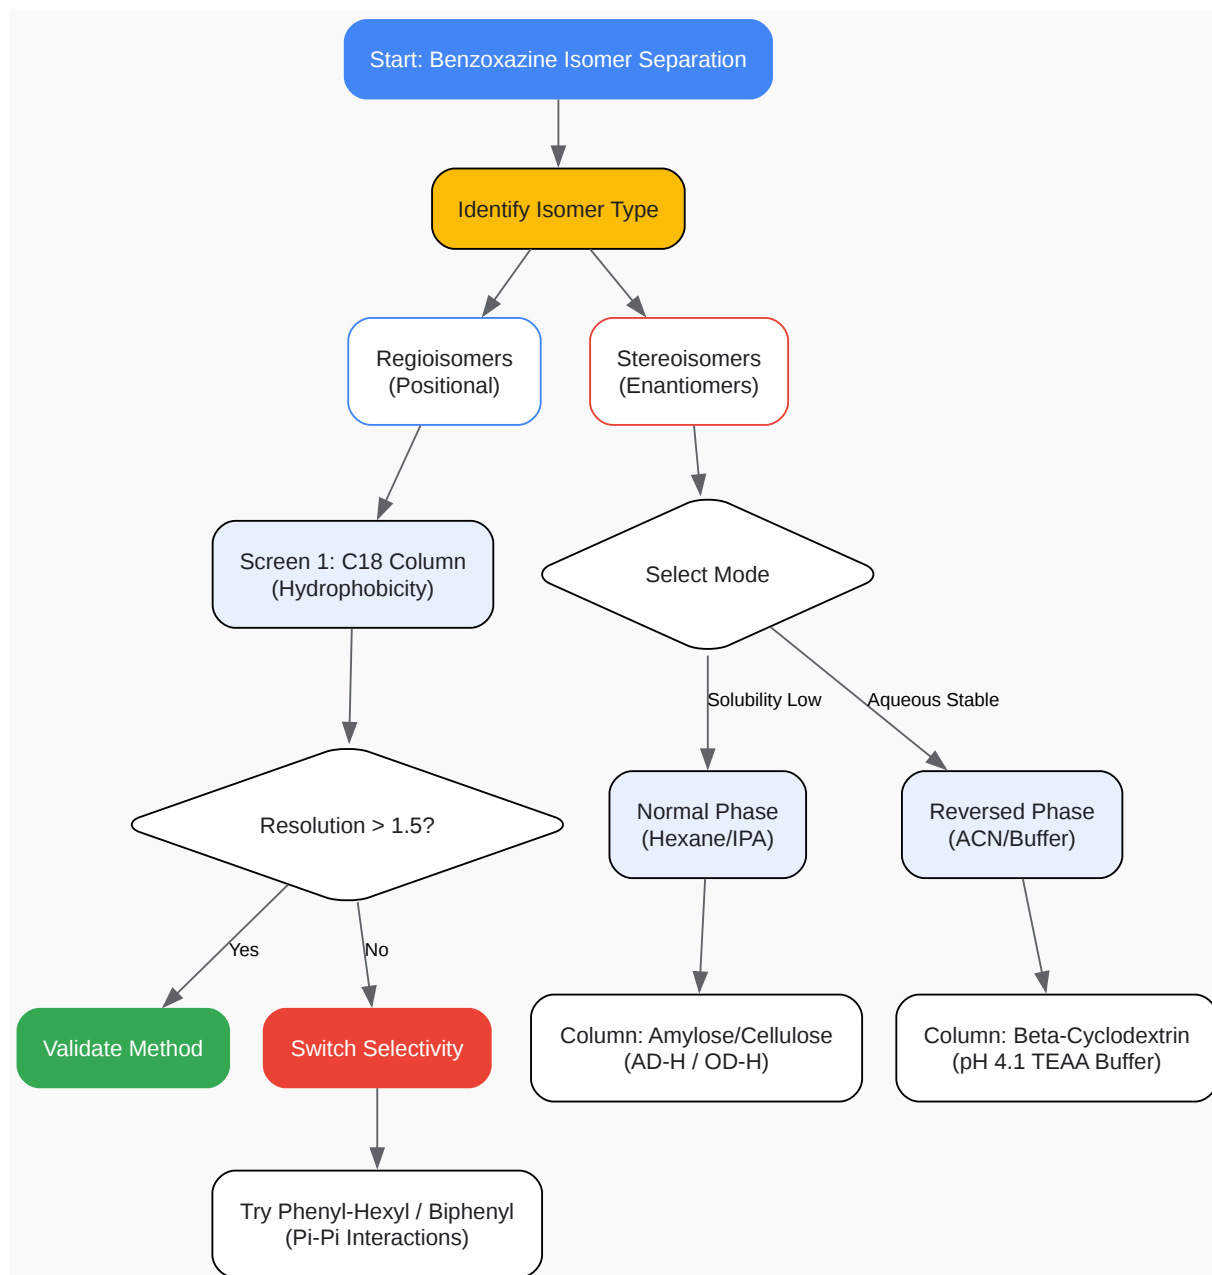 Start: Benzoxazine Isomer Separation
Identify Isomer Type
Regioisomers
(Positional)
Stereoisomers
(Enantiomers)
Screen 1: C18 Column
(Hydrophobicity)
Select Mode
Solubility Low
Aqueous Stable
Resolution > 1.5?
Normal Phase
(Hexane/IPA)
Reversed Phase
(ACN/Buffer)
Yes
No
Validate Method
Switch Selectivity
Column: Amylose/Cellulose
(AD-H / OD-H)
Column: Beta-Cyclodextrin
(pH 4.1 TEAA Buffer)
Try Phenyl-Hexyl / Biphenyl
(Pi-Pi Interactions)